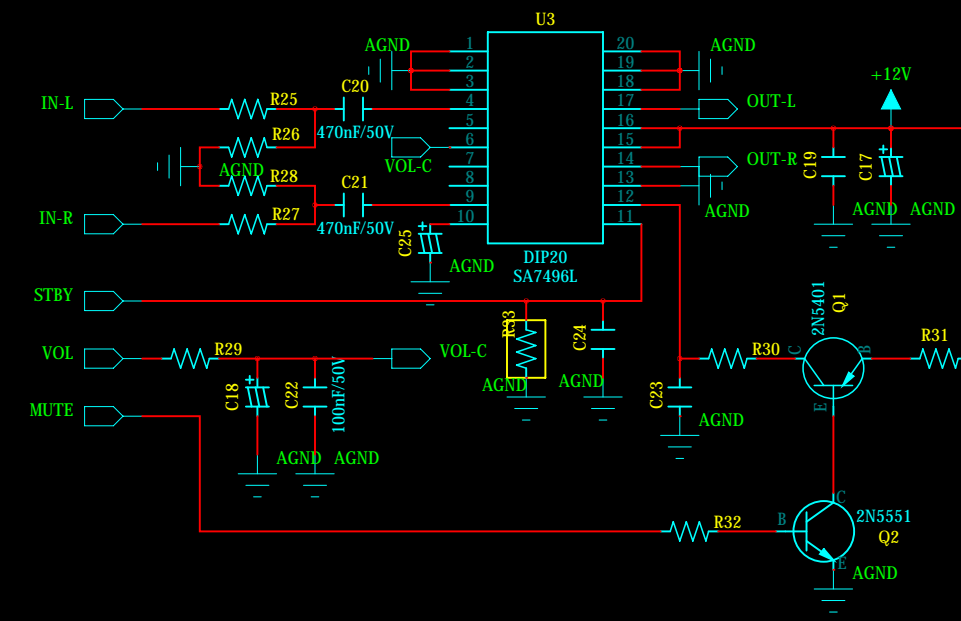 U3
AGND
1
20
AGND
2
19
3
18
+12V
C20
IN-L
R25
4
17
OUT-L
470nF/50V
5
16
R26
6
15
VOL-C
7
14
OUT-R
C19
C17
AGND
R28
C21
8
13
9
12
AGND
AGND
AGND
IN-R
R27
470nF/50V
10
11
C25
AGND
DIP20
SA7496L
STBY
2N5401
Q1
R33
C24
VOL
R29
VOL-C
C
B
R30
R31
AGND
AGND
C18
C22
100nF/50V
C23
E
MUTE
AGND
AGND
AGND
C
B
R32
2N5551
Q2
E
AGND